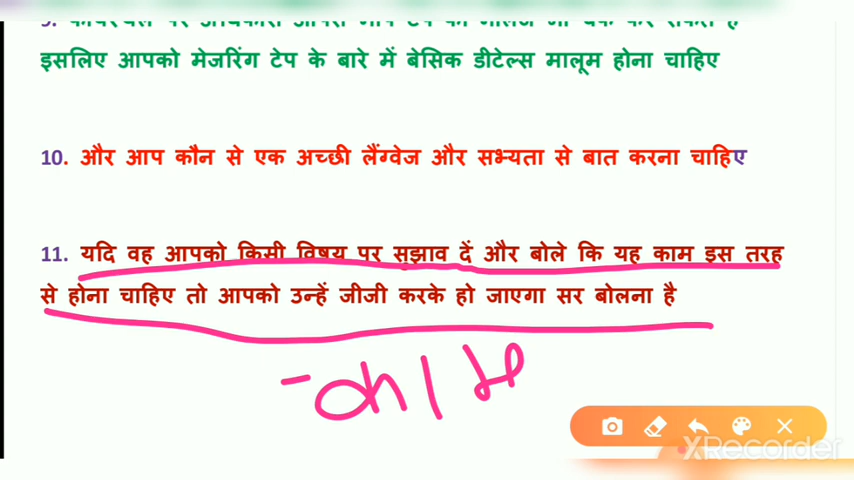 इसलिए आपको मेजरिंग टेप के बारे में बेसिक डीटेल्स मालूम होना चाहिए
10. और आप कौन से एक अच्छी लैंग्वेज और सभ्यता से बात करना चाहिए
11. यदि वह आपको किसी विषय पर सुझाव दें और बोले कि यह काम इस तरह
से होना चाहिए तो आपको उन्हें जीजी करके हो जाएगा सर बोलना है
XRecorder